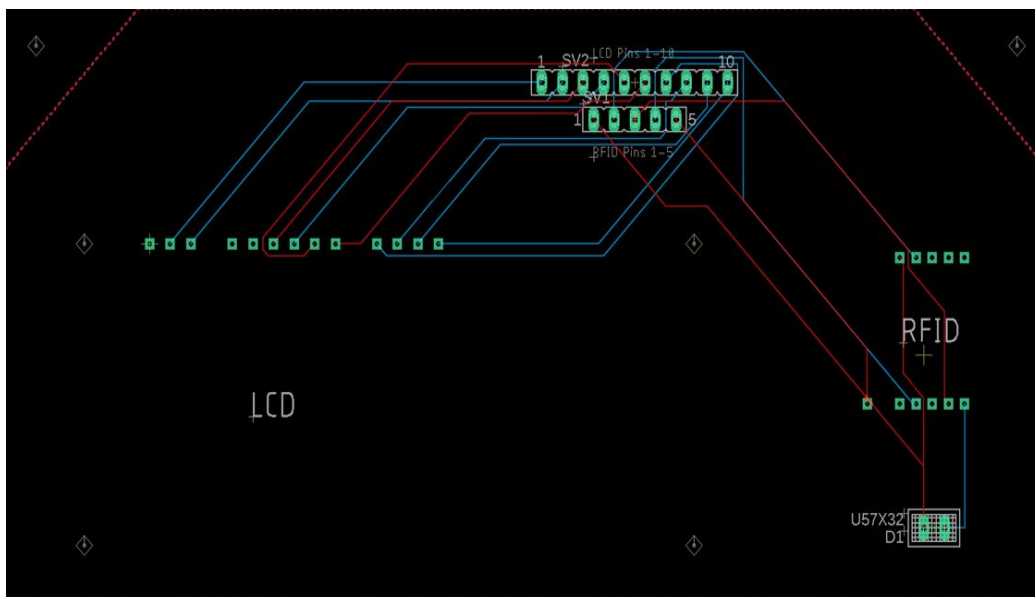 LCD Pins 1-10
1 SV2 10
SV1
1 5
RFID Pins 1-5
RFID
LCD
U57X32
D1